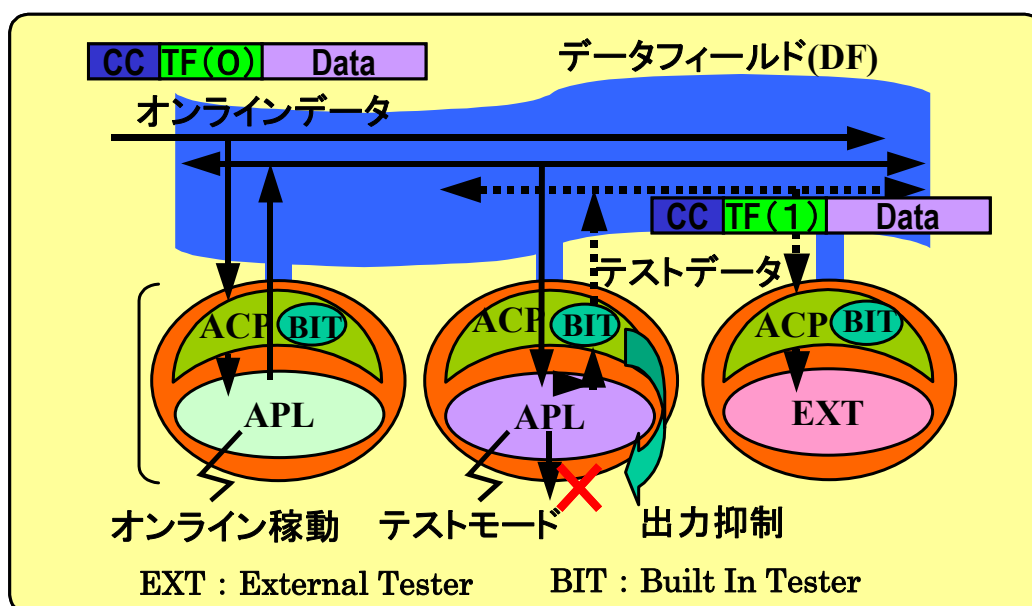 CC TF(0) Data
データフィールド(DF)
オンラインデータ
CC TF(1) Data
テストデータ
ACP BIT
ACP BIT
ACP BIT
APL
APL
EXT
オンライン稼動
テストモード
出力抑制
EXT : External Tester
BIT : Built In Tester